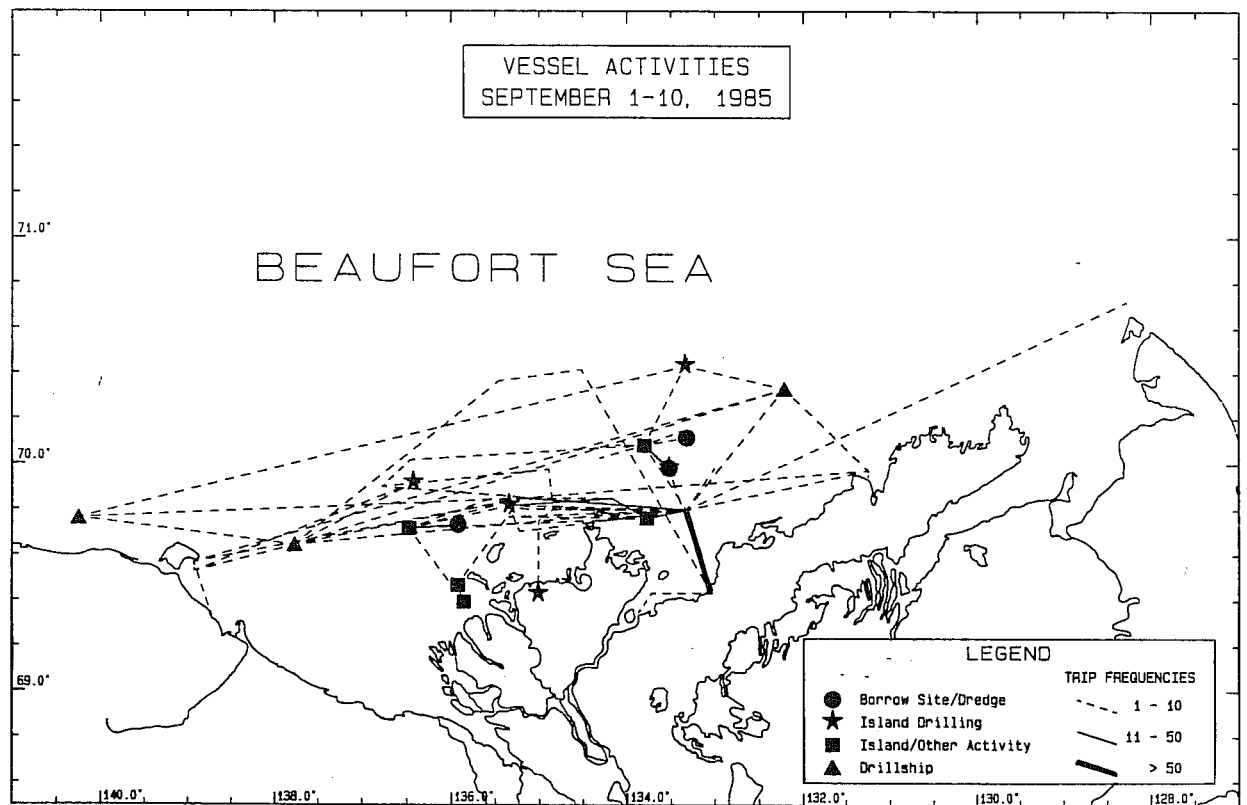 VESSEL ACTIVITIES
SEPTEMBER 1-10, 1985
71.0°
BEAUFORT SEA
70.0°
69.0°
LEGEND
TRIP FREQUENCIES
Borrow Site/Dredge
1 - 10
Island Drilling
11 - 50
Island/Other Activity
Drillship
> 50
140.0°
138.0°
136.0°
134.0°
132.0°
130.0°
128.0°